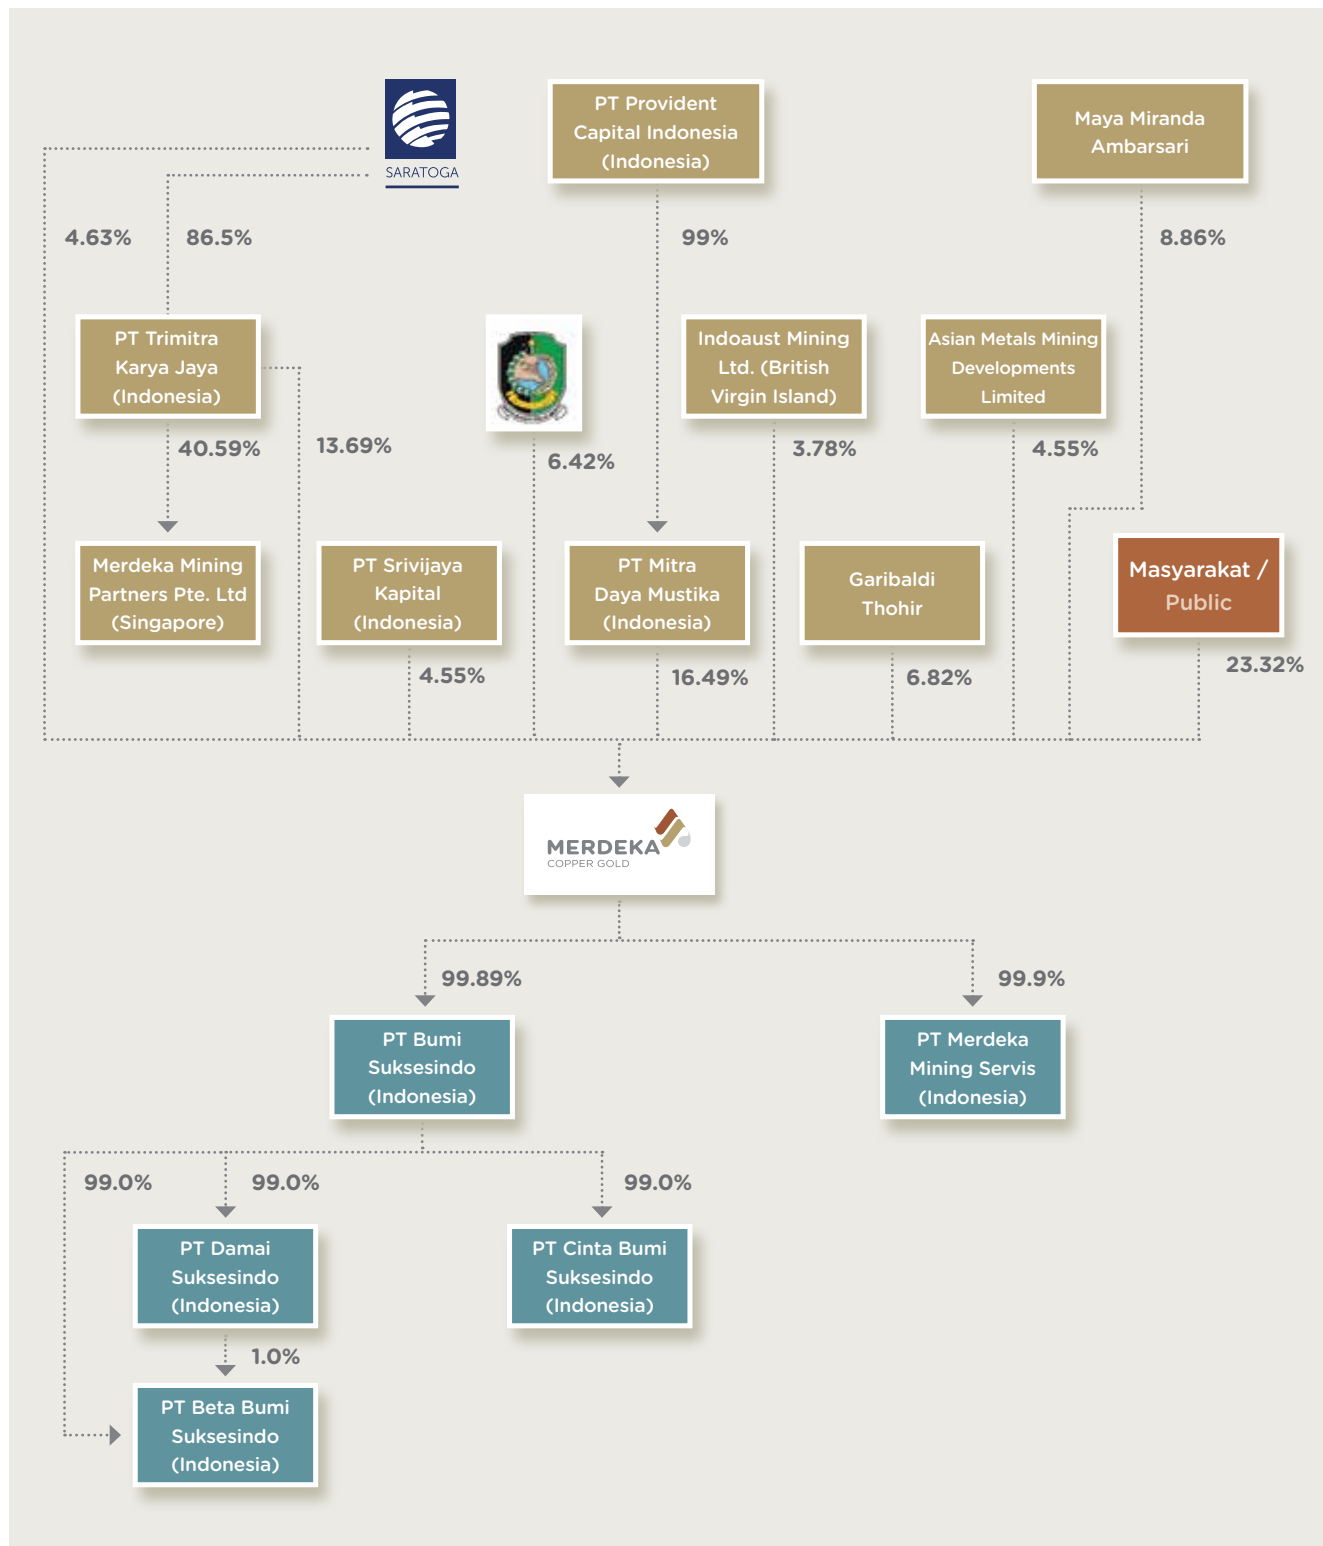 SARATOGA
PT Provident
Capital Indonesia
(Indonesia)
Maya Miranda
Ambarsari
4.63%
86.5%
99%
8.86%
PT Trimitra
Karya Jaya
(Indonesia)
Indoaust Mining
Ltd. (British
Virgin Island)
Asian Metals Mining
Developments
Limited
40.59%
13.69%
6.42%
3.78%
4.55%
Merdeka Mining
Partners Pte. Ltd
(Singapore)
PT Srivijaya
Kapital
(Indonesia)
PT Mitra
Daya Mustika
(Indonesia)
Garibaldi
Thohir
Masyarakat /
Public
4.55%
16.49%
6.82%
23.32%
MERDEKA
COPPER GOLD
99.89%
99.9%
PT Bumi
Suksesindo
(Indonesia)
PT Merdeka
Mining Servis
(Indonesia)
99.0%
99.0%
99.0%
PT Damai
Suksesindo
(Indonesia)
PT Cinta Bumi
Suksesindo
(Indonesia)
1.0%
PT Beta Bumi
Suksesindo
(Indonesia)